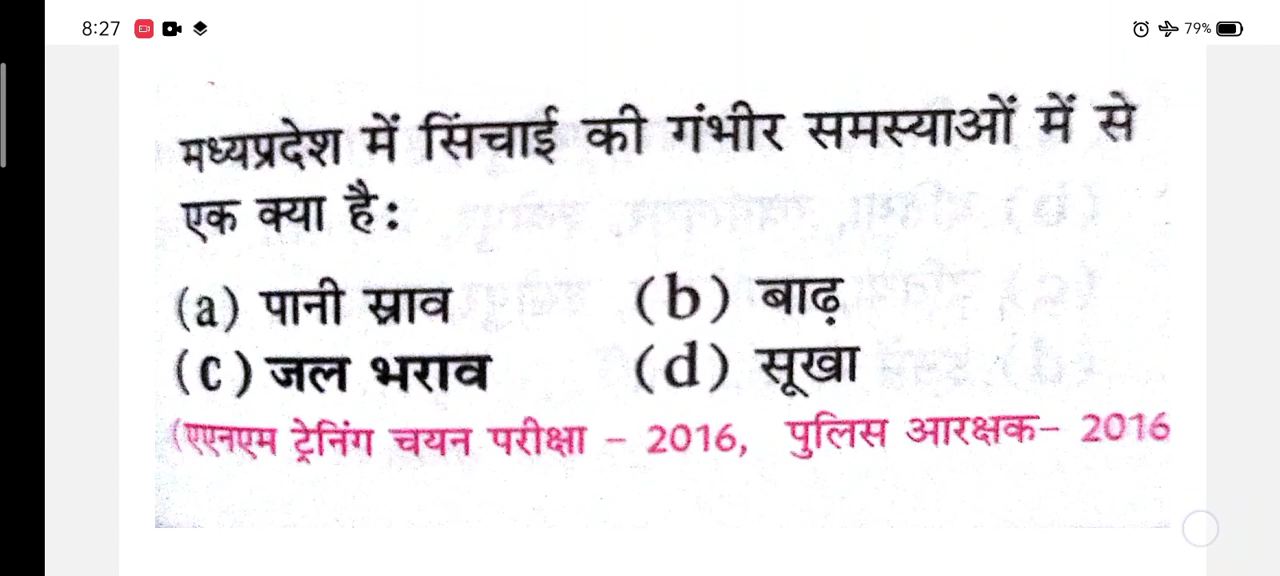 8:27 79%
मध्यप्रदेश में सिंचाई की गंभीर समस्याओं में से
एक क्या है:
(a) पानी स्राव (b) बाढ़
(c) जल भराव (d) सूखा
(एएनएम ट्रेनिंग चयन परीक्षा - 2016, पुलिस आरक्षक- 2016